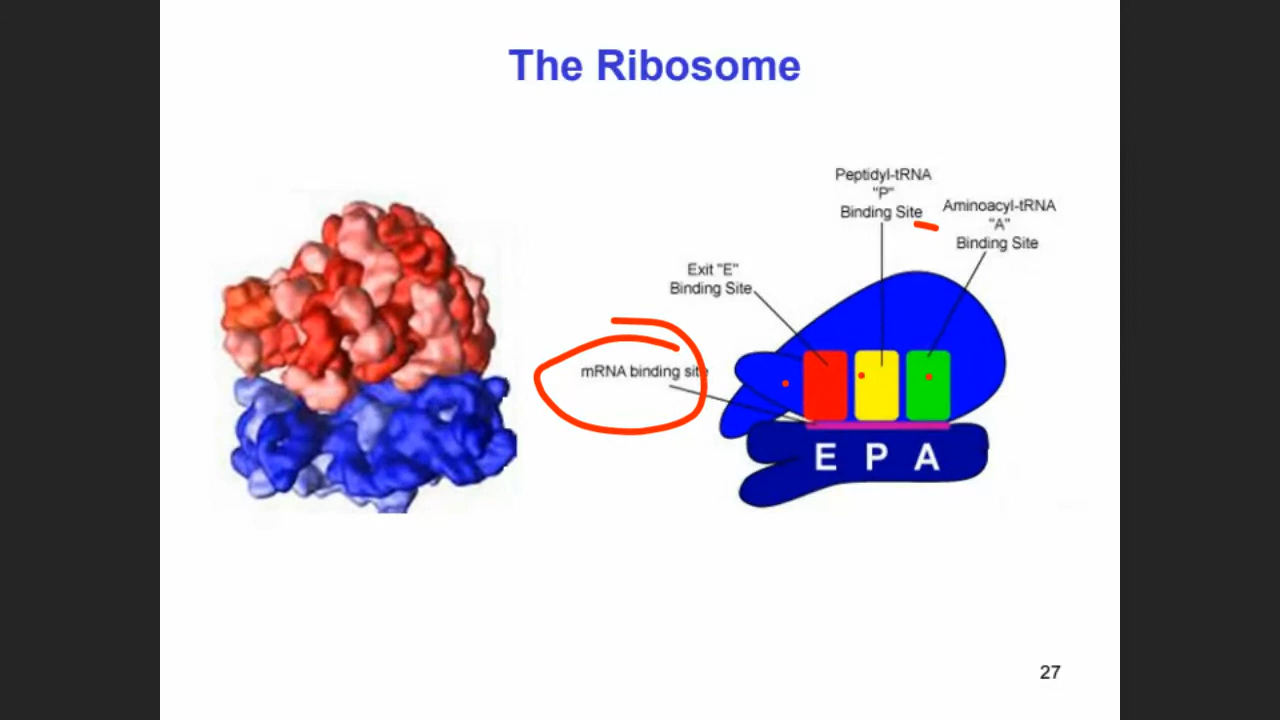 The Ribosome
Peptidyl-tRNA
"P"
Binding Site
Aminoacyl-tRNA
"A"
Binding Site
Exit "E"
Binding Site
mRNA binding site
E P A
27